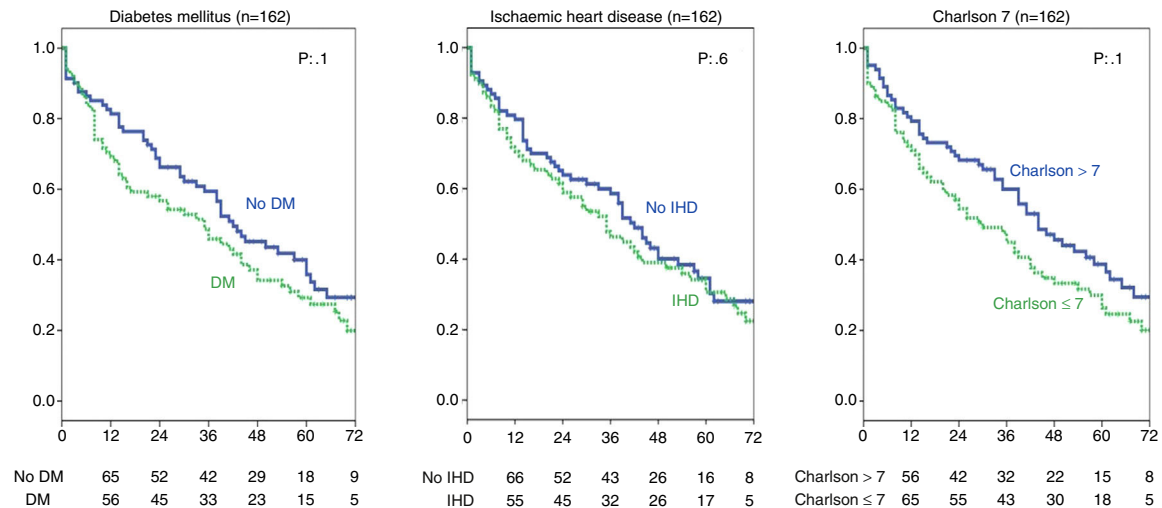 Diabetes mellitus (n=162)
1.0
0.8
0.6
0.4
0.2
0.0
P:.1
No DM
DM
0 12 24 36 48 60 72
No DM 65 52 42 29 18 9
DM 56 45 33 23 15 5
Ischaemic heart disease (n=162)
1.0
0.8
0.6
0.4
0.2
0.0
P:.6
No IHD
IHD
0 12 24 36 48 60 72
No IHD 66 52 43 26 16 8
IHD 55 45 32 26 17 5
Charlson 7 (n=162)
1.0
0.8
0.6
0.4
0.2
0.0
P:.1
Charlson > 7
Charlson ≤ 7
0 12 24 36 48 60 72
Charlson > 7 56 42 32 22 15 8
Charlson ≤ 7 65 55 43 30 18 5